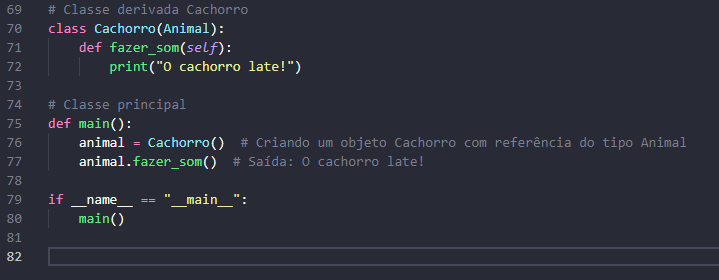 69 # Classe derivada Cachorro
70 class Cachorro(Animal):
71     def fazer_som(self):
72         print("O cachorro late!")
73
74 # Classe principal
75 def main():
76     animal = Cachorro()  # Criando um objeto Cachorro com referência do tipo Animal
77     animal.fazer_som()  # Saída: O cachorro late!
78
79 if __name__ == "__main__":
80     main()
81
82